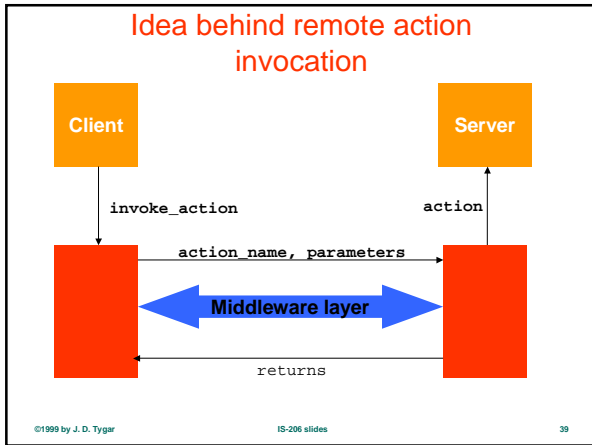 Idea behind remote action
invocation
Client
Server
invoke_action
action
action_name, parameters
Middleware layer
returns
©1999 by J. D. Tygar
IS-206 slides
39